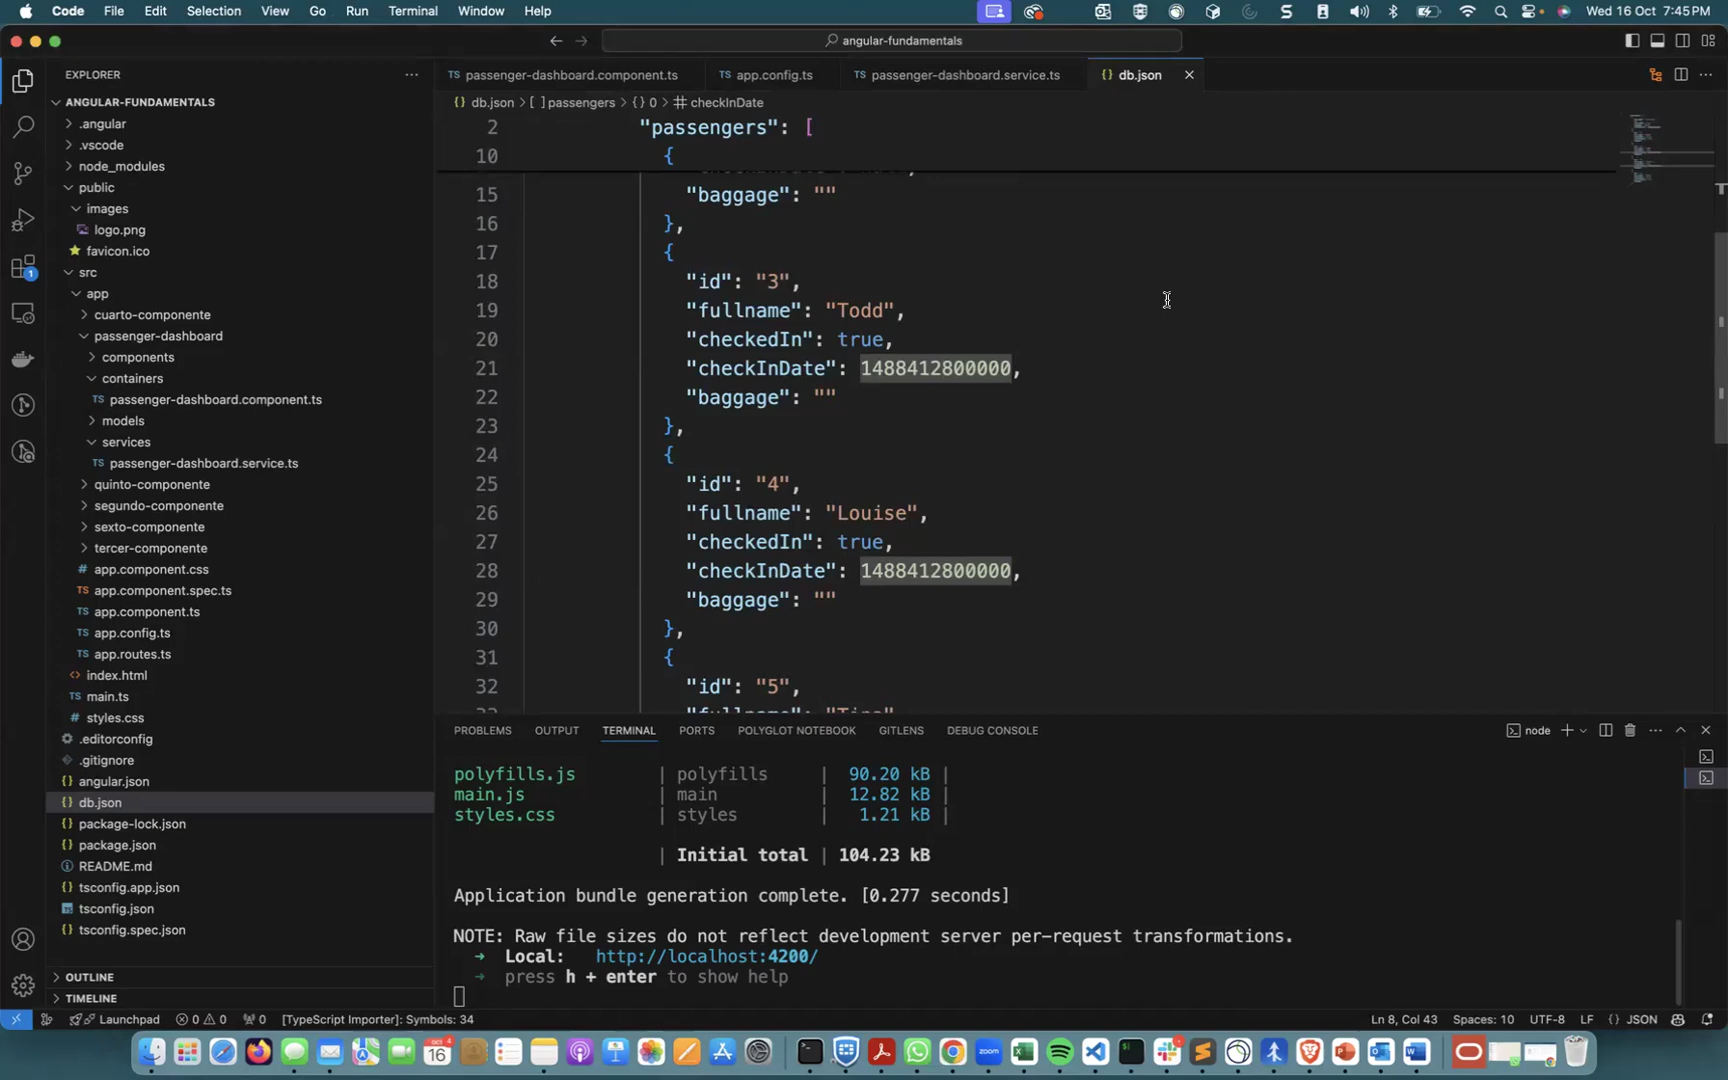 Code File Edit Selection View Go Run Terminal Window Help Wed 16 Oct 7:45 PM
angular-fundamentals
EXPLORER
passenger-dashboard.component.ts app.config.ts passenger-dashboard.service.ts db.json
db.json > [ ] passengers > {} 0 > # checkInDate
ANGULAR-FUNDAMENTALS
.angular
.vscode
node_modules
public
images
logo.png
favicon.ico
src
app
cuarto-componente
passenger-dashboard
components
containers
TS passenger-dashboard.component.ts
models
services
TS passenger-dashboard.service.ts
quinto-componente
segundo-componente
sexto-componente
tercer-componente
# app.component.css
TS app.component.spec.ts
TS app.component.ts
TS app.config.ts
TS app.routes.ts
<> index.html
TS main.ts
# styles.css
.editorconfig
.gitignore
{} angular.json
{} db.json
{} package-lock.json
{} package.json
README.md
{} tsconfig.app.json
tsconfig.json
{} tsconfig.spec.json
OUTLINE
TIMELINE
2 "passengers": [
10 {
15 "baggage": ""
16 },
17 {
18 "id": "3",
19 "fullname": "Todd",
20 "checkedIn": true,
21 "checkInDate": 1488412800000,
22 "baggage": ""
23 },
24 {
25 "id": "4",
26 "fullname": "Louise",
27 "checkedIn": true,
28 "checkInDate": 1488412800000,
29 "baggage": ""
30 },
31 {
32 "id": "5",
PROBLEMS OUTPUT TERMINAL PORTS POLYGLOT NOTEBOOK GITLENS DEBUG CONSOLE node
polyfills.js | polyfills | 90.20 kB |
main.js | main | 12.82 kB |
styles.css | styles | 1.21 kB |
| Initial total | 104.23 kB
Application bundle generation complete. [0.277 seconds]
NOTE: Raw file sizes do not reflect development server per-request transformations.
➜ Local: http://localhost:4200/
➜ press h + enter to show help
Launchpad 0 0 0 [TypeScript Importer]: Symbols: 34 Ln 8, Col 43 Spaces: 10 UTF-8 LF {} JSON